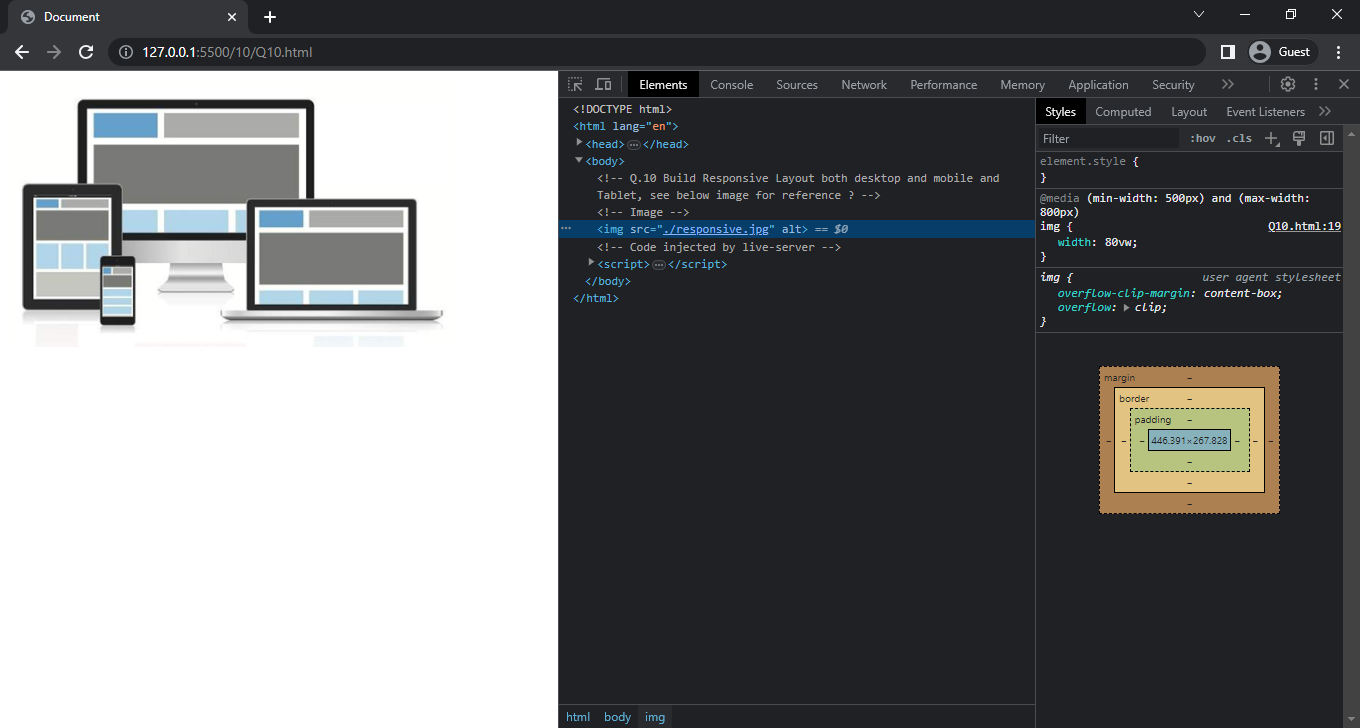 Document
127.0.0.1:5500/10/Q10.html
Guest
Elements Console Sources Network Performance Memory Application Security
<!DOCTYPE html>
<html lang="en">
<head>…</head>
<body>
<!-- Q.10 Build Responsive Layout both desktop and mobile and
Tablet, see below image for reference ? -->
<!-- Image -->
<img src="./responsive.jpg" alt> == $0
<!-- Code injected by live-server -->
<script>…</script>
</body>
</html>
html body img
Styles Computed Layout Event Listeners
Filter :hov .cls
element.style {
}
@media (min-width: 500px) and (max-width:
800px)
img { Q10.html:19
width: 80vw;
}
img { user agent stylesheet
overflow-clip-margin: content-box;
overflow: clip;
}
margin –
border –
padding –
– – – 446.391×267.828 – – –
–
–
–